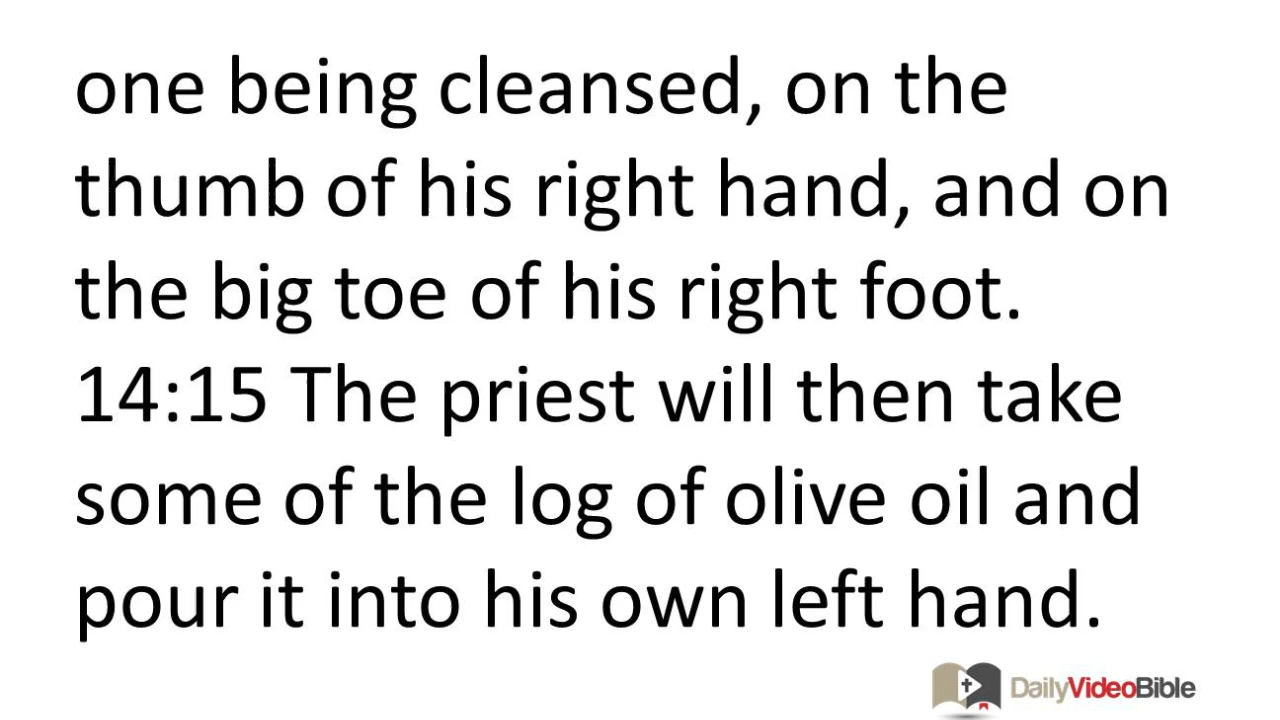 one being cleansed, on the
thumb of his right hand, and on
the big toe of his right foot.
14:15 The priest will then take
some of the log of olive oil and
pour it into his own left hand.
DailyVideoBible